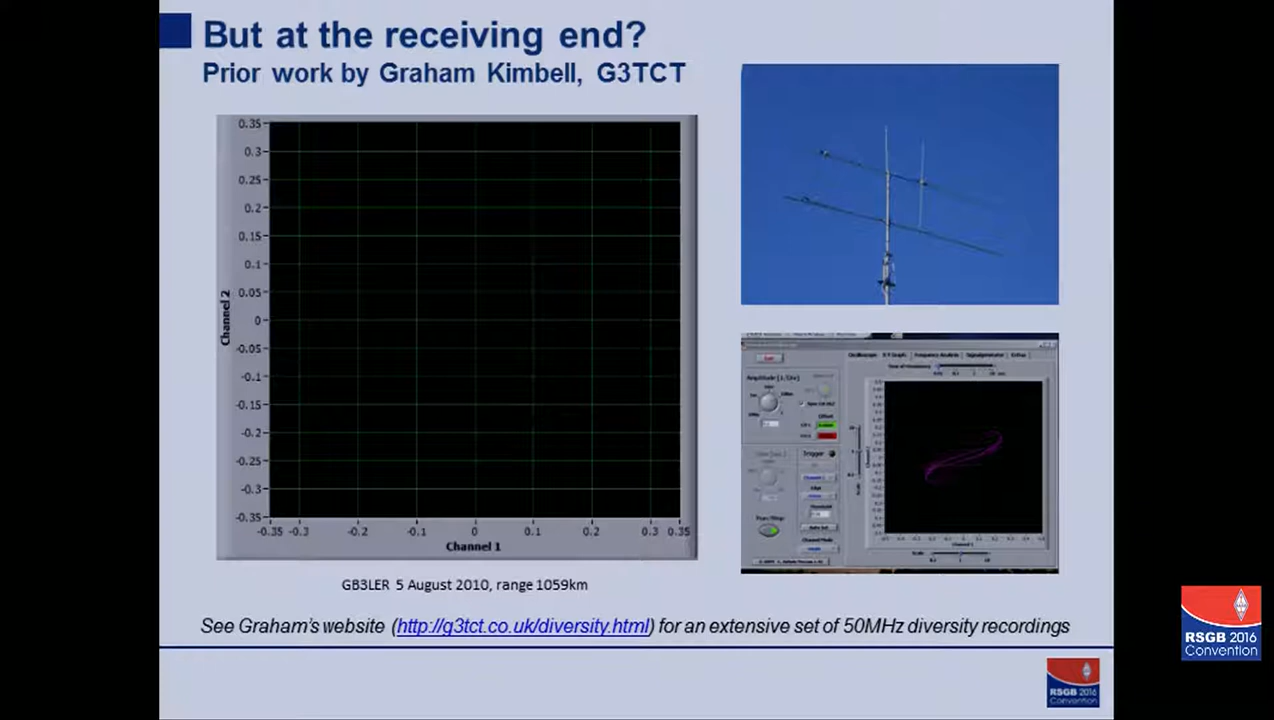 But at the receiving end?
Prior work by Graham Kimbell, G3TCT
0.35
0.3
0.25
0.2
0.15
0.1
0.05
0
-0.05
-0.1
-0.15
-0.2
-0.25
-0.3
-0.35
Channel 2
-0.35 -0.3 -0.2 -0.1 0 0.1 0.2 0.3 0.35
Channel 1
GB3LER 5 August 2010, range 1059km
Frequency Analysis
Trigger
See Graham's website (http://g3tct.co.uk/diversity.html) for an extensive set of 50MHz diversity recordings
RSGB 2016
Convention
RSGB 2016
Convention